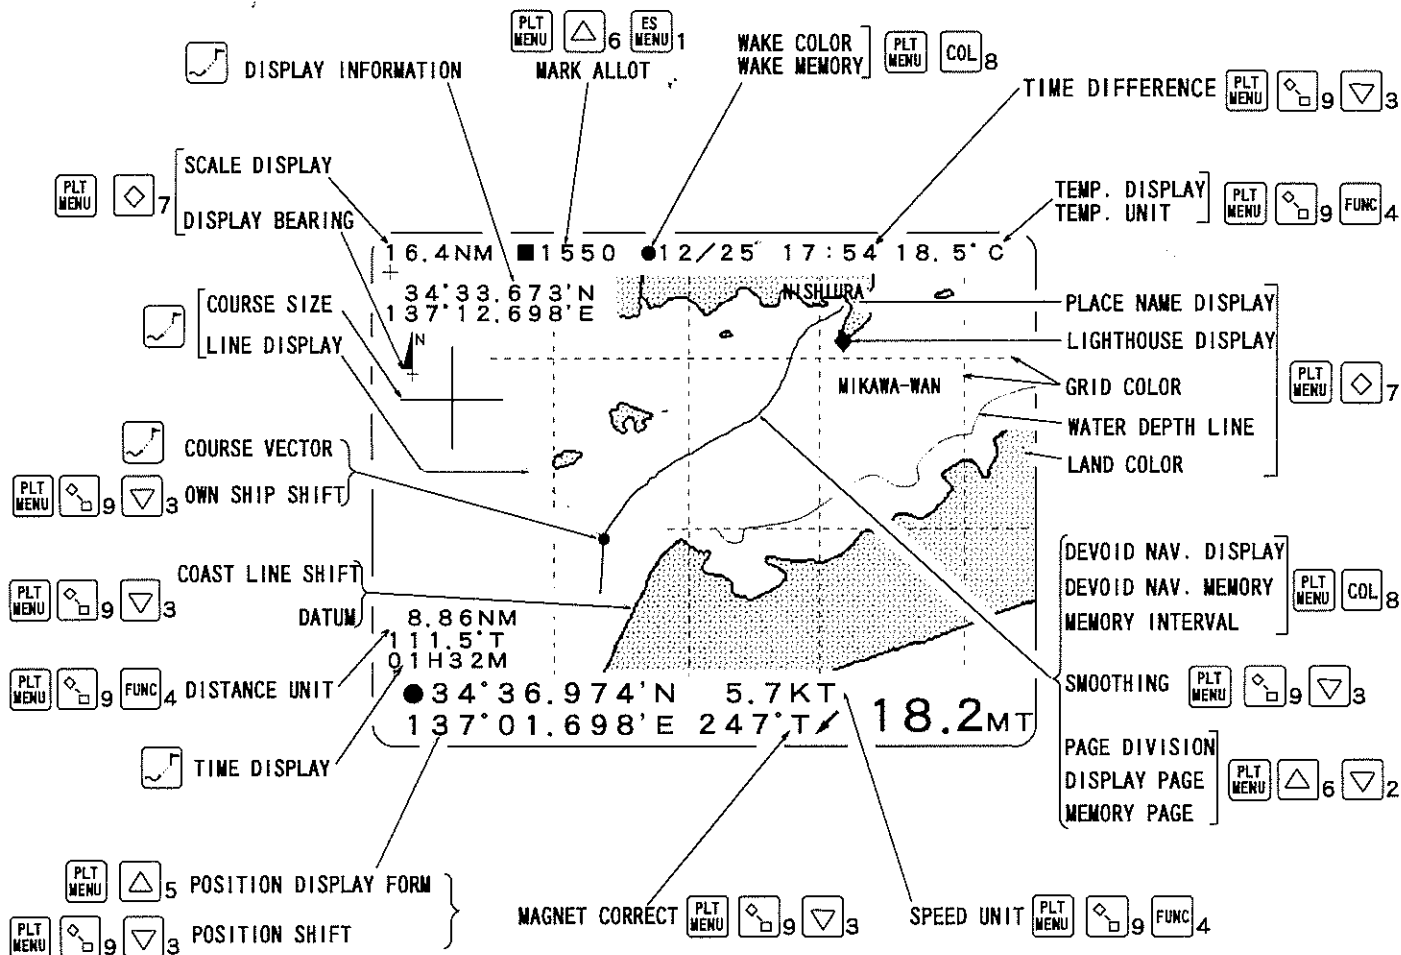 PLT MENU 6 ES MENU 1
MARK ALLOT
DISPLAY INFORMATION
WAKE COLOR
WAKE MEMORY
PLT MENU COL 8
TIME DIFFERENCE PLT MENU 9 3
SCALE DISPLAY
DISPLAY BEARING
PLT MENU 7
TEMP. DISPLAY
TEMP. UNIT
PLT MENU 9 FUNC 4
16.4NM ■1550 ●12/25 17:54 18.5°C
34°33.673'N
137°12.698'E
N
NISHIURA
MIKAWA-WAN
COURSE SIZE
LINE DISPLAY
PLACE NAME DISPLAY
LIGHTHOUSE DISPLAY
GRID COLOR
WATER DEPTH LINE
LAND COLOR
PLT MENU 7
COURSE VECTOR
PLT MENU 9 3 OWN SHIP SHIFT
COAST LINE SHIFT
DATUM
PLT MENU 9 3
8.86NM
111.5°T
01H32M
PLT MENU 9 FUNC 4 DISTANCE UNIT
TIME DISPLAY
●34°36.974'N 5.7KT
137°01.698'E 247°T
18.2MT
DEVOID NAV. DISPLAY
DEVOID NAV. MEMORY
MEMORY INTERVAL
PLT MENU COL 8
SMOOTHING PLT MENU 9 3
PAGE DIVISION
DISPLAY PAGE
MEMORY PAGE
PLT MENU 6 2
PLT MENU 5 POSITION DISPLAY FORM
PLT MENU 9 3 POSITION SHIFT
MAGNET CORRECT PLT MENU 9 3
SPEED UNIT PLT MENU 9 FUNC 4